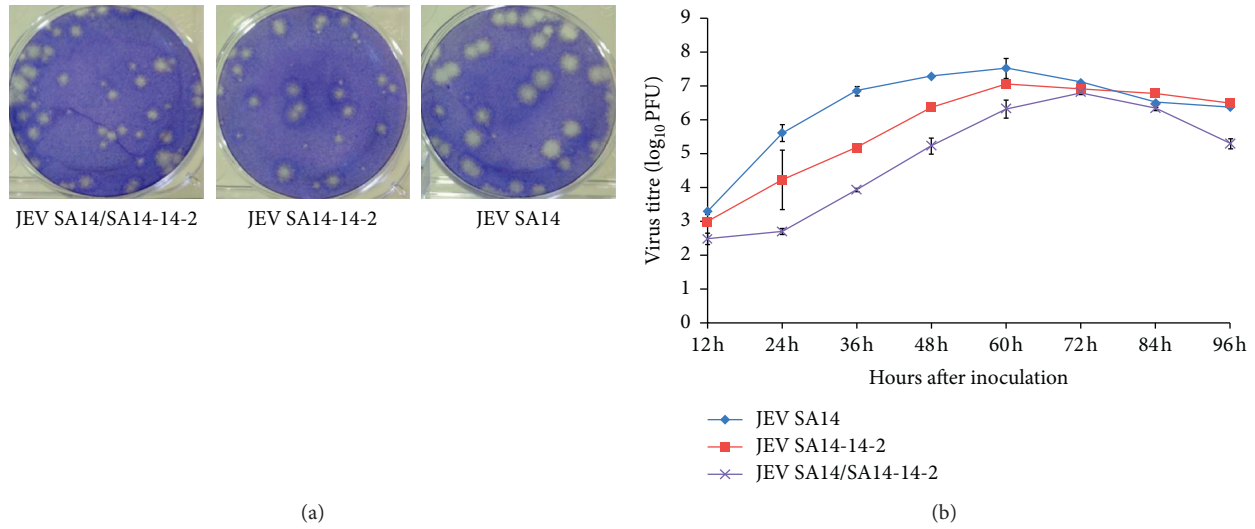 JEV SA14/SA14-14-2
JEV SA14-14-2
JEV SA14
(a)
9
8
7
6
5
4
3
2
1
0
Virus titre (log₁₀ PFU)
12 h
24 h
36 h
48 h
60 h
72 h
84 h
96 h
Hours after inoculation
JEV SA14
JEV SA14-14-2
JEV SA14/SA14-14-2
(b)